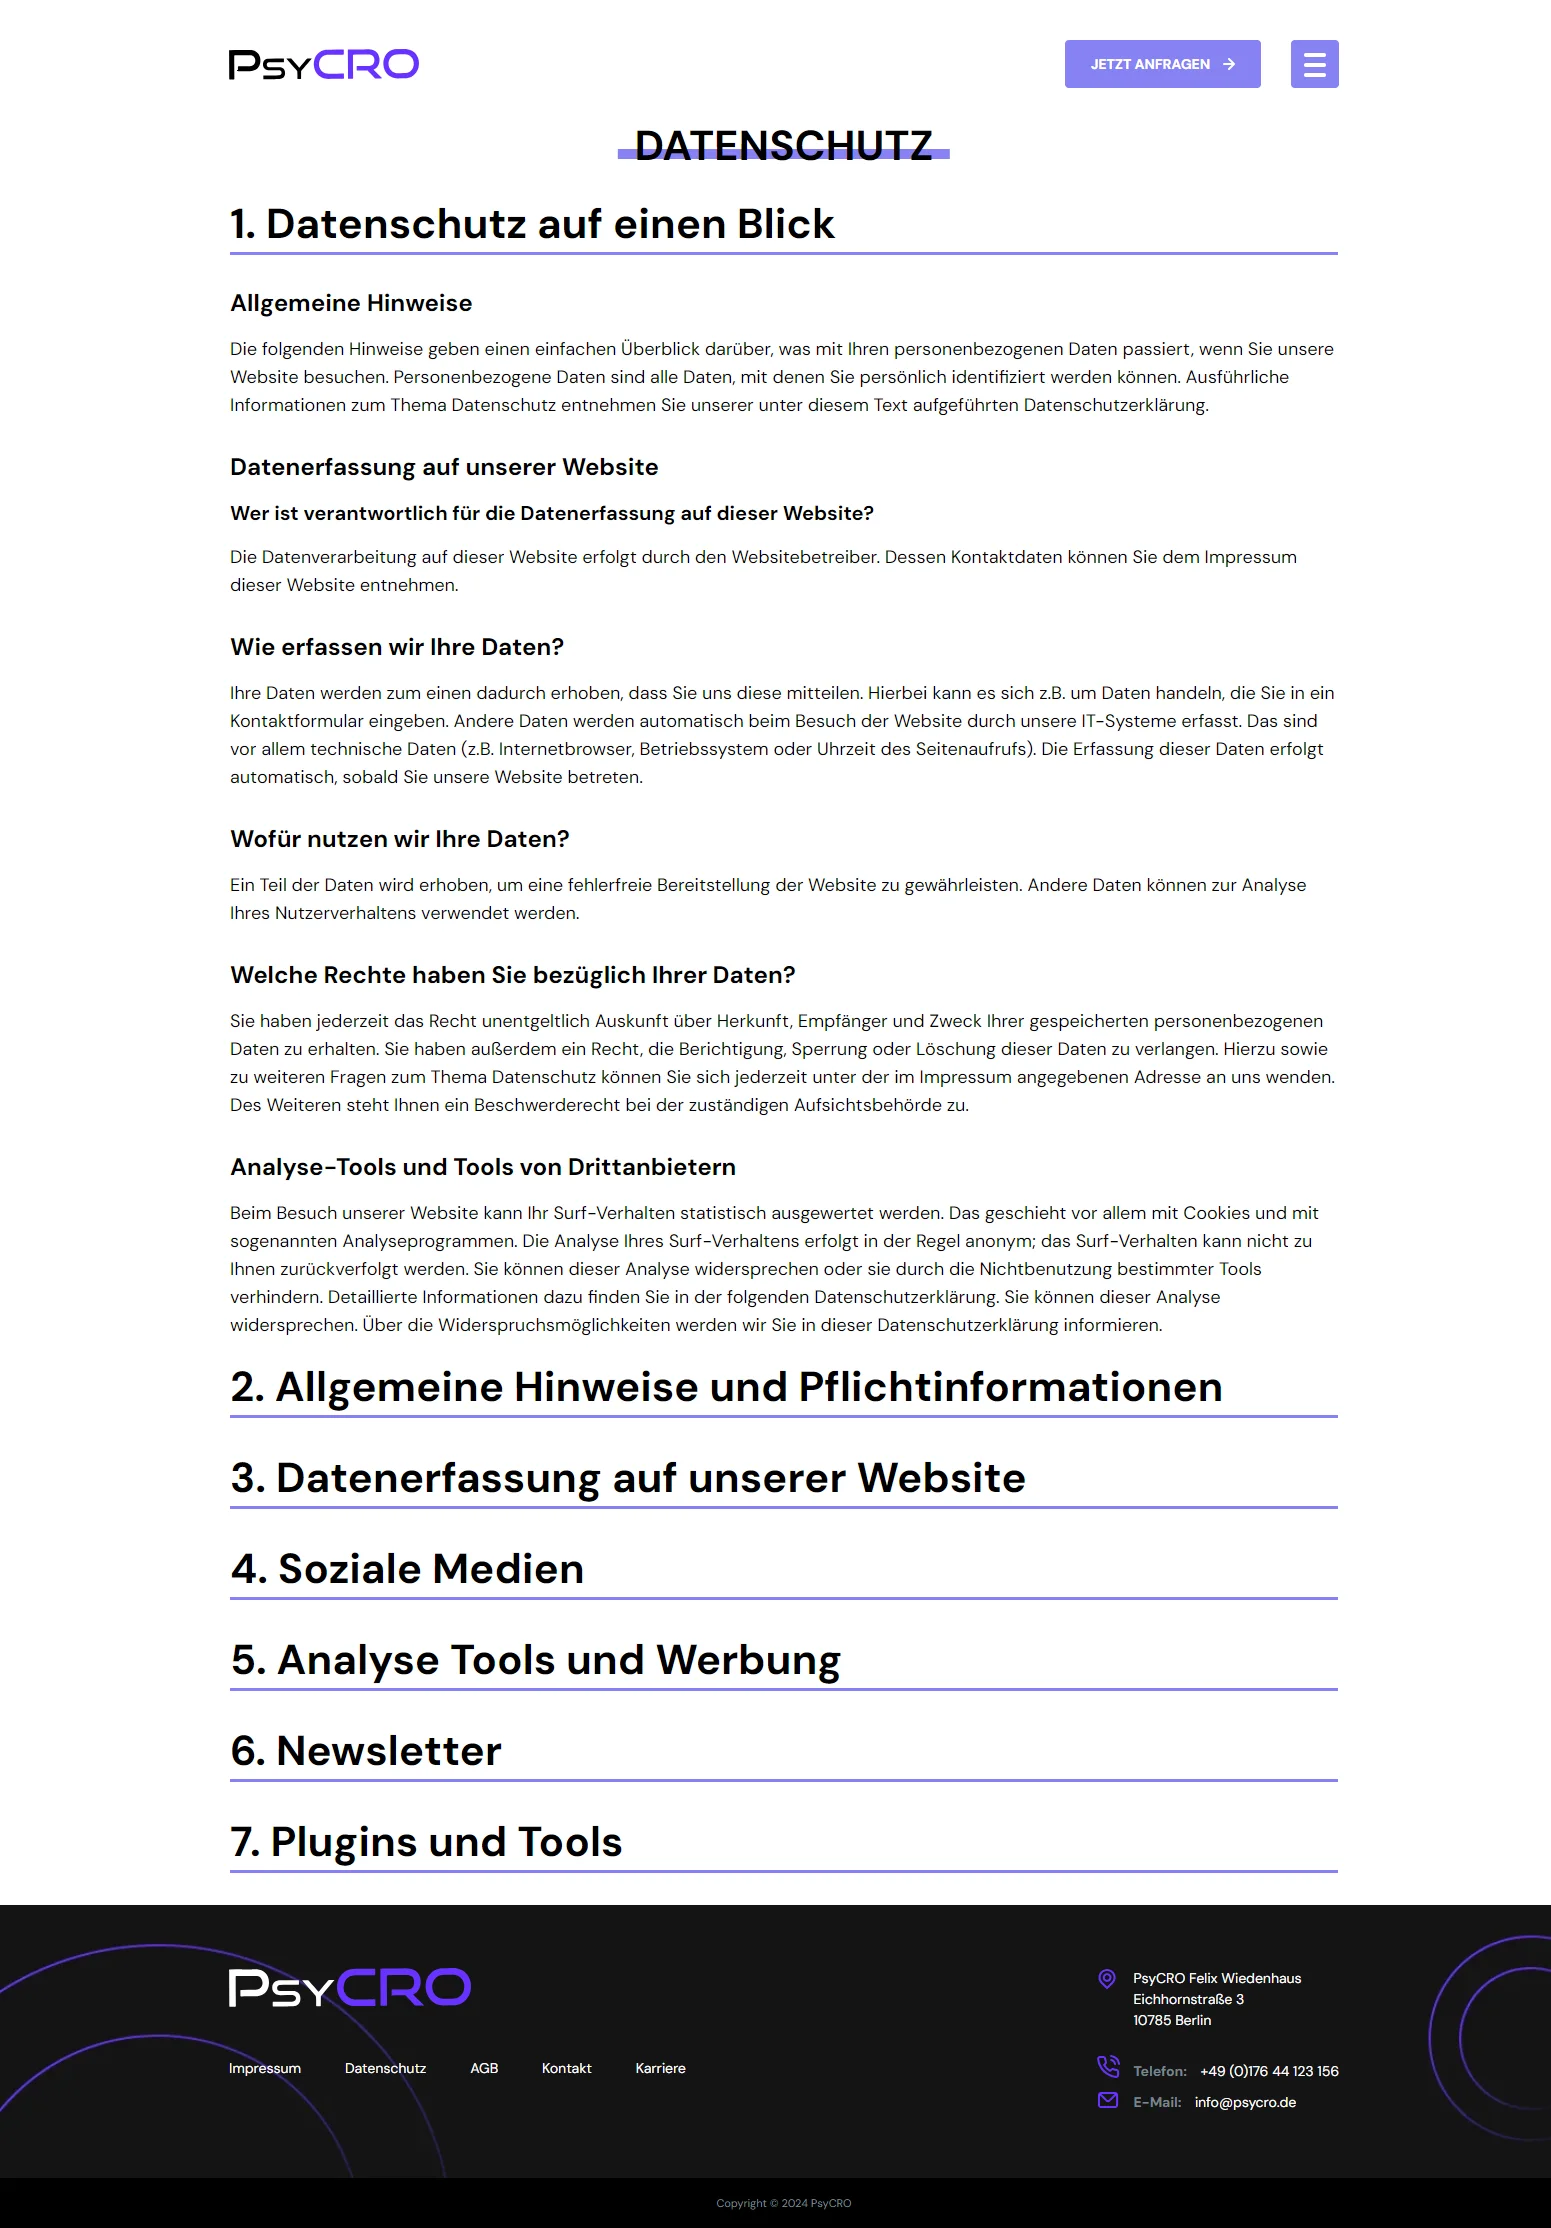 PsyCRO
JETZT ANFRAGEN
DATENSCHUTZ
1. Datenschutz auf einen Blick
Allgemeine Hinweise
Die folgenden Hinweise geben einen einfachen Überblick darüber, was mit Ihren personenbezogenen Daten passiert, wenn Sie unsere
Website besuchen. Personenbezogene Daten sind alle Daten, mit denen Sie persönlich identifiziert werden können. Ausführliche
Informationen zum Thema Datenschutz entnehmen Sie unserer unter diesem Text aufgeführten Datenschutzerklärung.
Datenerfassung auf unserer Website
Wer ist verantwortlich für die Datenerfassung auf dieser Website?
Die Datenverarbeitung auf dieser Website erfolgt durch den Websitebetreiber. Dessen Kontaktdaten können Sie dem Impressum
dieser Website entnehmen.
Wie erfassen wir Ihre Daten?
Ihre Daten werden zum einen dadurch erhoben, dass Sie uns diese mitteilen. Hierbei kann es sich z.B. um Daten handeln, die Sie in ein
Kontaktformular eingeben. Andere Daten werden automatisch beim Besuch der Website durch unsere IT-Systeme erfasst. Das sind
vor allem technische Daten (z.B. Internetbrowser, Betriebssystem oder Uhrzeit des Seitenaufrufs). Die Erfassung dieser Daten erfolgt
automatisch, sobald Sie unsere Website betreten.
Wofür nutzen wir Ihre Daten?
Ein Teil der Daten wird erhoben, um eine fehlerfreie Bereitstellung der Website zu gewährleisten. Andere Daten können zur Analyse
Ihres Nutzerverhaltens verwendet werden.
Welche Rechte haben Sie bezüglich Ihrer Daten?
Sie haben jederzeit das Recht unentgeltlich Auskunft über Herkunft, Empfänger und Zweck Ihrer gespeicherten personenbezogenen
Daten zu erhalten. Sie haben außerdem ein Recht, die Berichtigung, Sperrung oder Löschung dieser Daten zu verlangen. Hierzu sowie
zu weiteren Fragen zum Thema Datenschutz können Sie sich jederzeit unter der im Impressum angegebenen Adresse an uns wenden.
Des Weiteren steht Ihnen ein Beschwerderecht bei der zuständigen Aufsichtsbehörde zu.
Analyse-Tools und Tools von Drittanbietern
Beim Besuch unserer Website kann Ihr Surf-Verhalten statistisch ausgewertet werden. Das geschieht vor allem mit Cookies und mit
sogenannten Analyseprogrammen. Die Analyse Ihres Surf-Verhaltens erfolgt in der Regel anonym; das Surf-Verhalten kann nicht zu
Ihnen zurückverfolgt werden. Sie können dieser Analyse widersprechen oder sie durch die Nichtbenutzung bestimmter Tools
verhindern. Detaillierte Informationen dazu finden Sie in der folgenden Datenschutzerklärung. Sie können dieser Analyse
widersprechen. Über die Widerspruchsmöglichkeiten werden wir Sie in dieser Datenschutzerklärung informieren.
2. Allgemeine Hinweise und Pflichtinformationen
3. Datenerfassung auf unserer Website
4. Soziale Medien
5. Analyse Tools und Werbung
6. Newsletter
7. Plugins und Tools
PsyCRO
Impressum Datenschutz AGB Kontakt Karriere
PsyCRO Felix Wiedenhaus
Eichhornstraße 3
10785 Berlin
Telefon: +49 (0)176 44 123 156
E-Mail: info@psycro.de
Copyright © 2024 PsyCRO